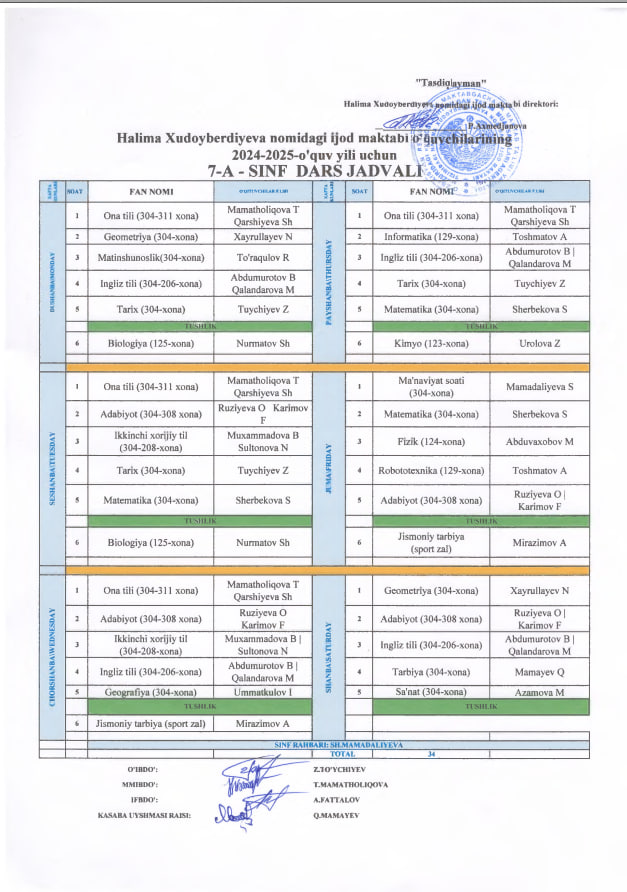 "Tasdiqlayman"
Halima Xudoyberdiyeva nomidagi ijod maktabi direktori:
P.Axmedjanova
Halima Xudoyberdiyeva nomidagi ijod maktabi o'quvchilarining
2024-2025-o'quv yili uchun
7-A - SINF DARS JADVALI
SOAT FAN NOMI
DUSHANBA\MONDAY
1 Ona tili (304-311 xona) Mamatholiqova T Qarshiyeva Sh
2 Geometriya (304-xona) Xayrullayev N
3 Matinshunoslik(304-xona) To'raqulov R
4 Ingliz tili (304-206-xona) Abdumurotov B Qalandarova M
5 Tarix (304-xona) Tuychiyev Z
TUSHLIK
6 Biologiya (125-xona) Nurmatov Sh
SESHANBA\TUESDAY
1 Ona tili (304-311 xona) Mamatholiqova T Qarshiyeva Sh
2 Adabiyot (304-308 xona) Ruziyeva O Karimov F
3 Ikkinchi xorijiy til (304-208-xona) Muxammadova B Sultonova N
4 Tarix (304-xona) Tuychiyev Z
5 Matematika (304-xona) Sherbekova S
TUSHLIK
6 Biologiya (125-xona) Nurmatov Sh
CHORSHANBA\WEDNESDAY
1 Ona tili (304-311 xona) Mamatholiqova T Qarshiyeva Sh
2 Adabiyot (304-308 xona) Ruziyeva O Karimov F
3 Ikkinchi xorijiy til (304-208-xona) Muxammadova B | Sultonova N
4 Ingliz tili (304-206-xona) Abdumurotov B | Qalandarova M
5 Geografiya (304-xona) Ummatkulov I
TUSHLIK
6 Jismoniy tarbiya (sport zal) Mirazimov A
SOAT FAN NOMI
PAYSHANBA\THURSDAY
1 Ona tili (304-311 xona) Mamatholiqova T Qarshiyeva Sh
2 Informatika (129-xona) Toshmatov A
3 Ingliz tili (304-206-xona) Abdumurotov B | Qalandarova M
4 Tarix (304-xona) Tuychiyev Z
5 Matematika (304-xona) Sherbekova S
TUSHLIK
6 Kimyo (123-xona) Urolova Z
JUMA\FRIDAY
1 Ma'naviyat soati (304-xona) Mamadaliyeva S
2 Matematika (304-xona) Sherbekova S
3 Fizik (124-xona) Abduvaxobov M
4 Robototexnika (129-xona) Toshmatov A
5 Adabiyot (304-308 xona) Ruziyeva O | Karimov F
TUSHLIK
6 Jismoniy tarbiya (sport zal) Mirazimov A
SHANBA\SATURDAY
1 Geometriya (304-xona) Xayrullayev N
2 Adabiyot (304-308 xona) Ruziyeva O | Karimov F
3 Ingliz tili (304-206-xona) Abdumurotov B | Qalandarova M
4 Tarbiya (304-xona) Mamayev Q
5 Sa'nat (304-xona) Azamova M
TUSHLIK
SINF RAHBARI: SH.MAMADALIYEVA
TOTAL 34
O'IBDO': Z.TO'YCHIYEV
MMIBDO': T.MAMATHOLIQOVA
IFBDO': A.FATTALOV
KASABA UYSHMASI RAISI: Q.MAMAYEV